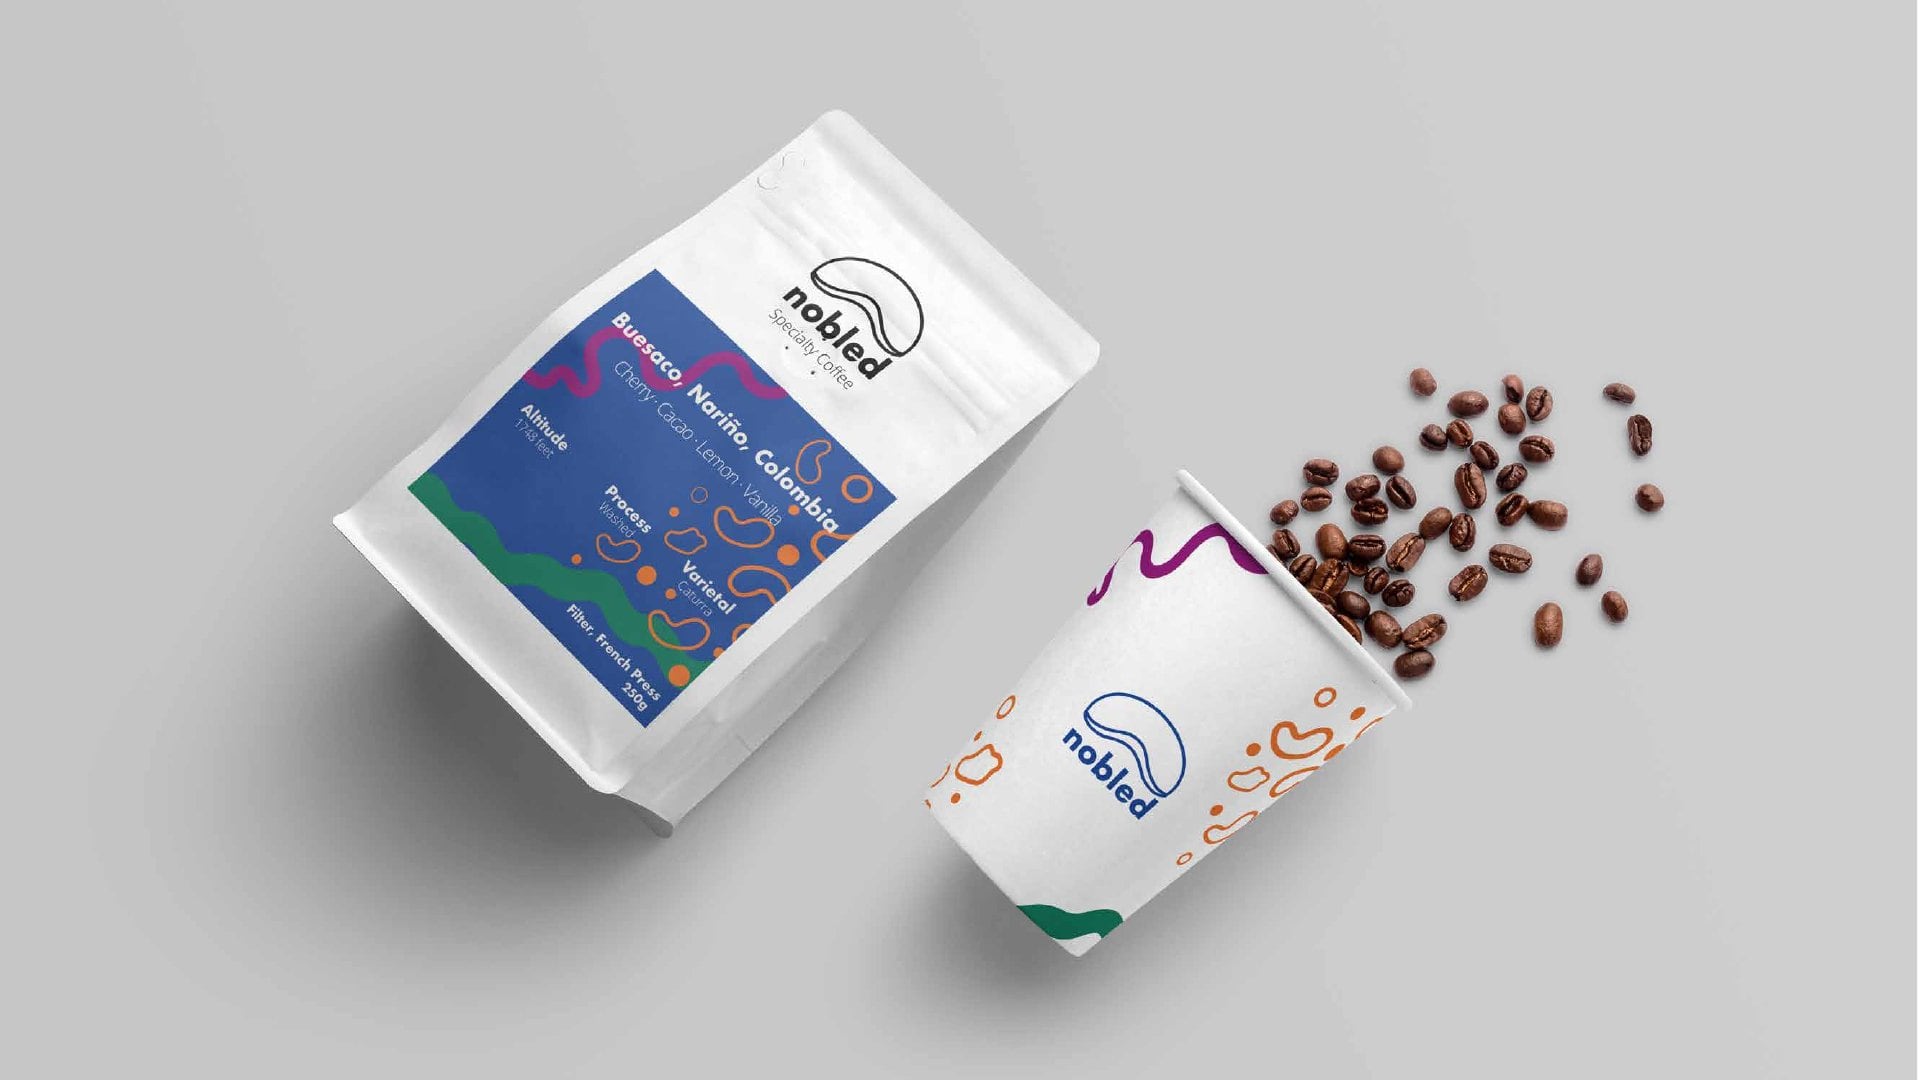 nobled
Specialty Coffee
Buesaco, Nariño, Colombia
Cherry · Cacao · Lemon · Vanilla
Altitude
1748 feet
Process
Washed
Varietal
Caturra
Filter, French Press
250g
nobled